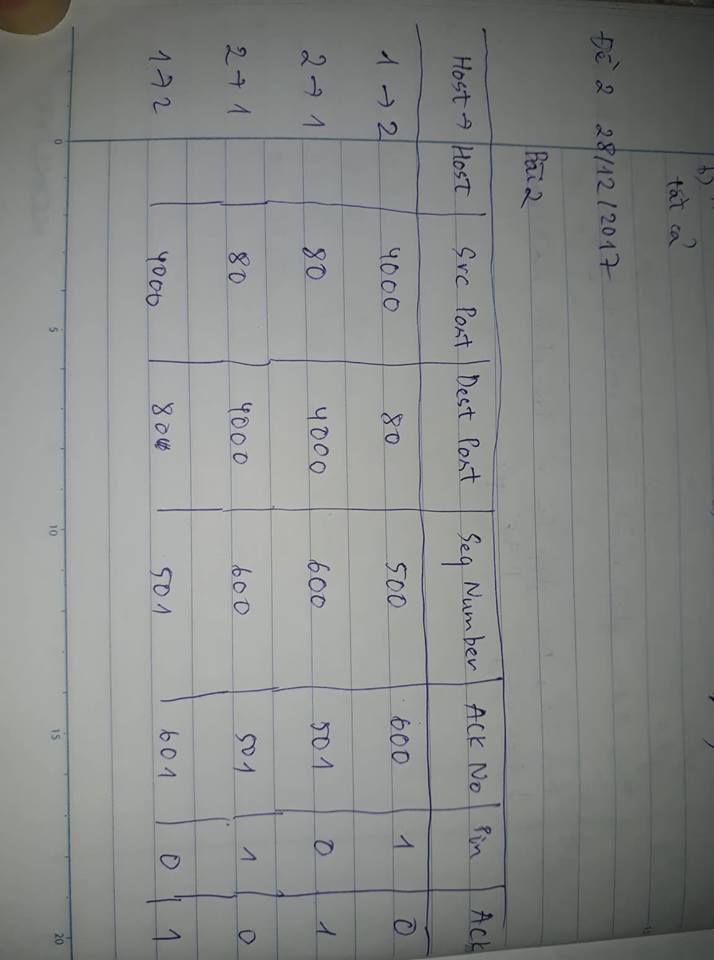 b)
tất cả
Đề 2 28/12/2017
Bài 2
Host → Host Src Port Dest Port Seq Number Ack No Fin Ack
1 → 2 4000 80 500 600 1 0
2 → 1 80 4000 600 501 0 1
2 → 1 80 4000 600 501 1 0
1 → 2 4000 80 501 601 0 1
0 5 10 15 20